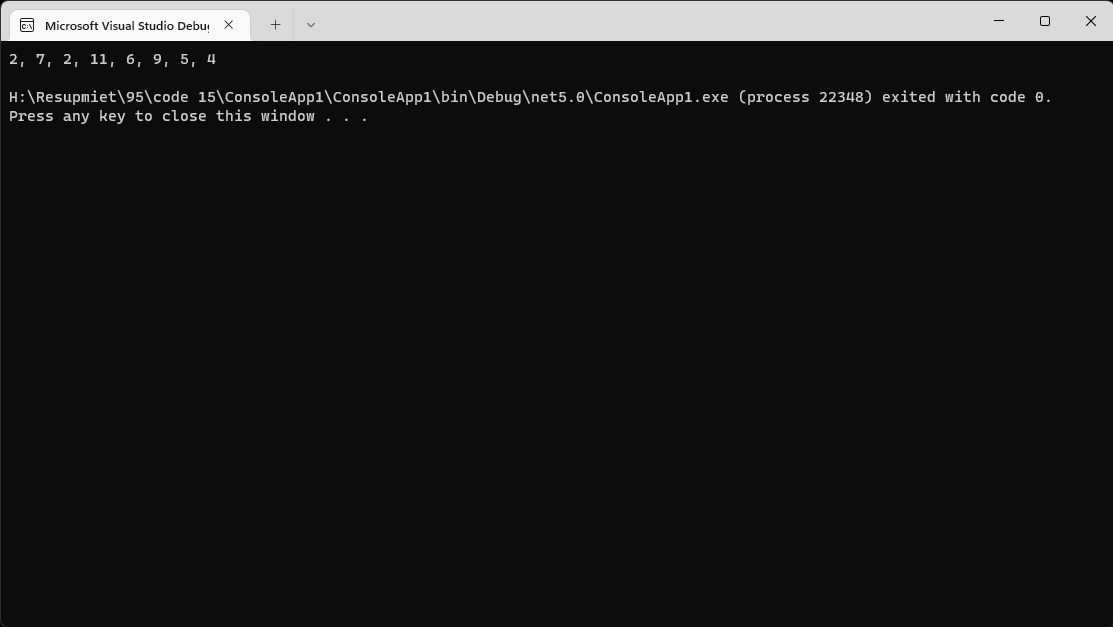 Microsoft Visual Studio Debug
2, 7, 2, 11, 6, 9, 5, 4
H:\Resupmiet\95\code 15\ConsoleApp1\ConsoleApp1\bin\Debug\net5.0\ConsoleApp1.exe (process 22348) exited with code 0.
Press any key to close this window . . .